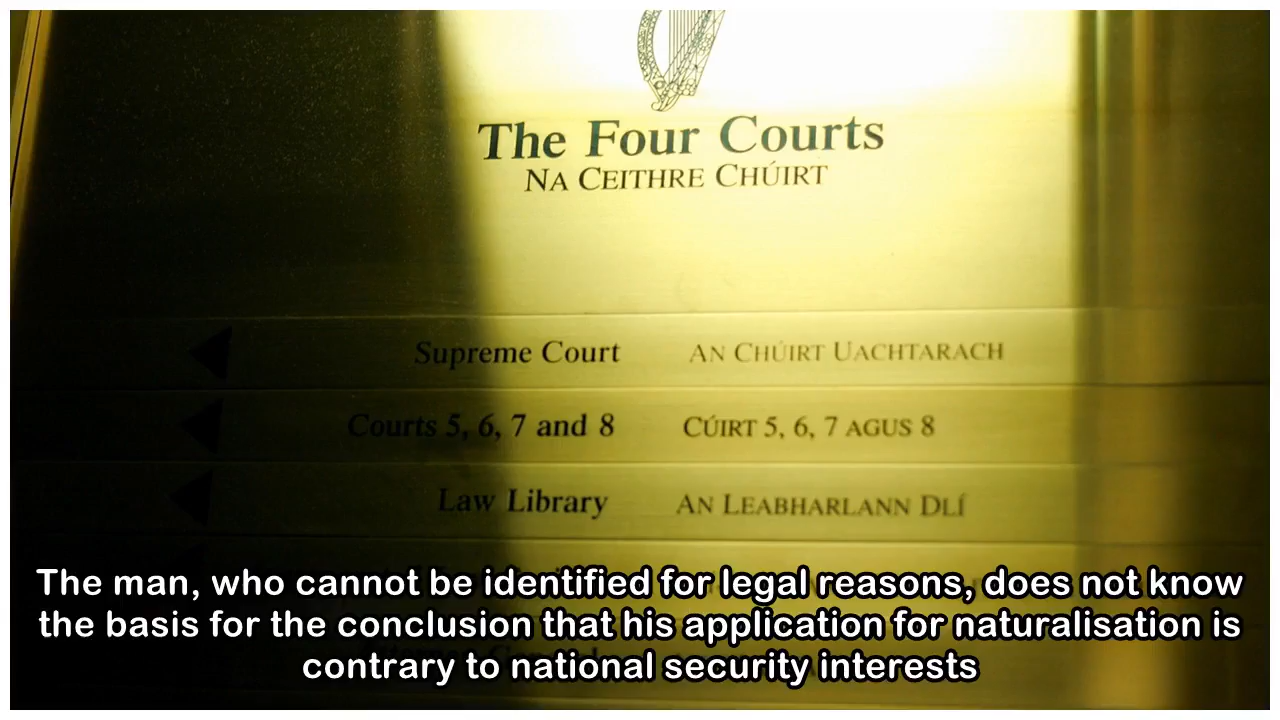 The Four Courts
NA CEITHRE CHÚIRT
Supreme Court AN CHÚIRT UACHTARACH
Courts 5, 6, 7 and 8 CÚIRT 5, 6, 7 AGUS 8
Law Library AN LEABHARLANN DLÍ
The man, who cannot be identified for legal reasons, does not know
the basis for the conclusion that his application for naturalisation is
contrary to national security interests